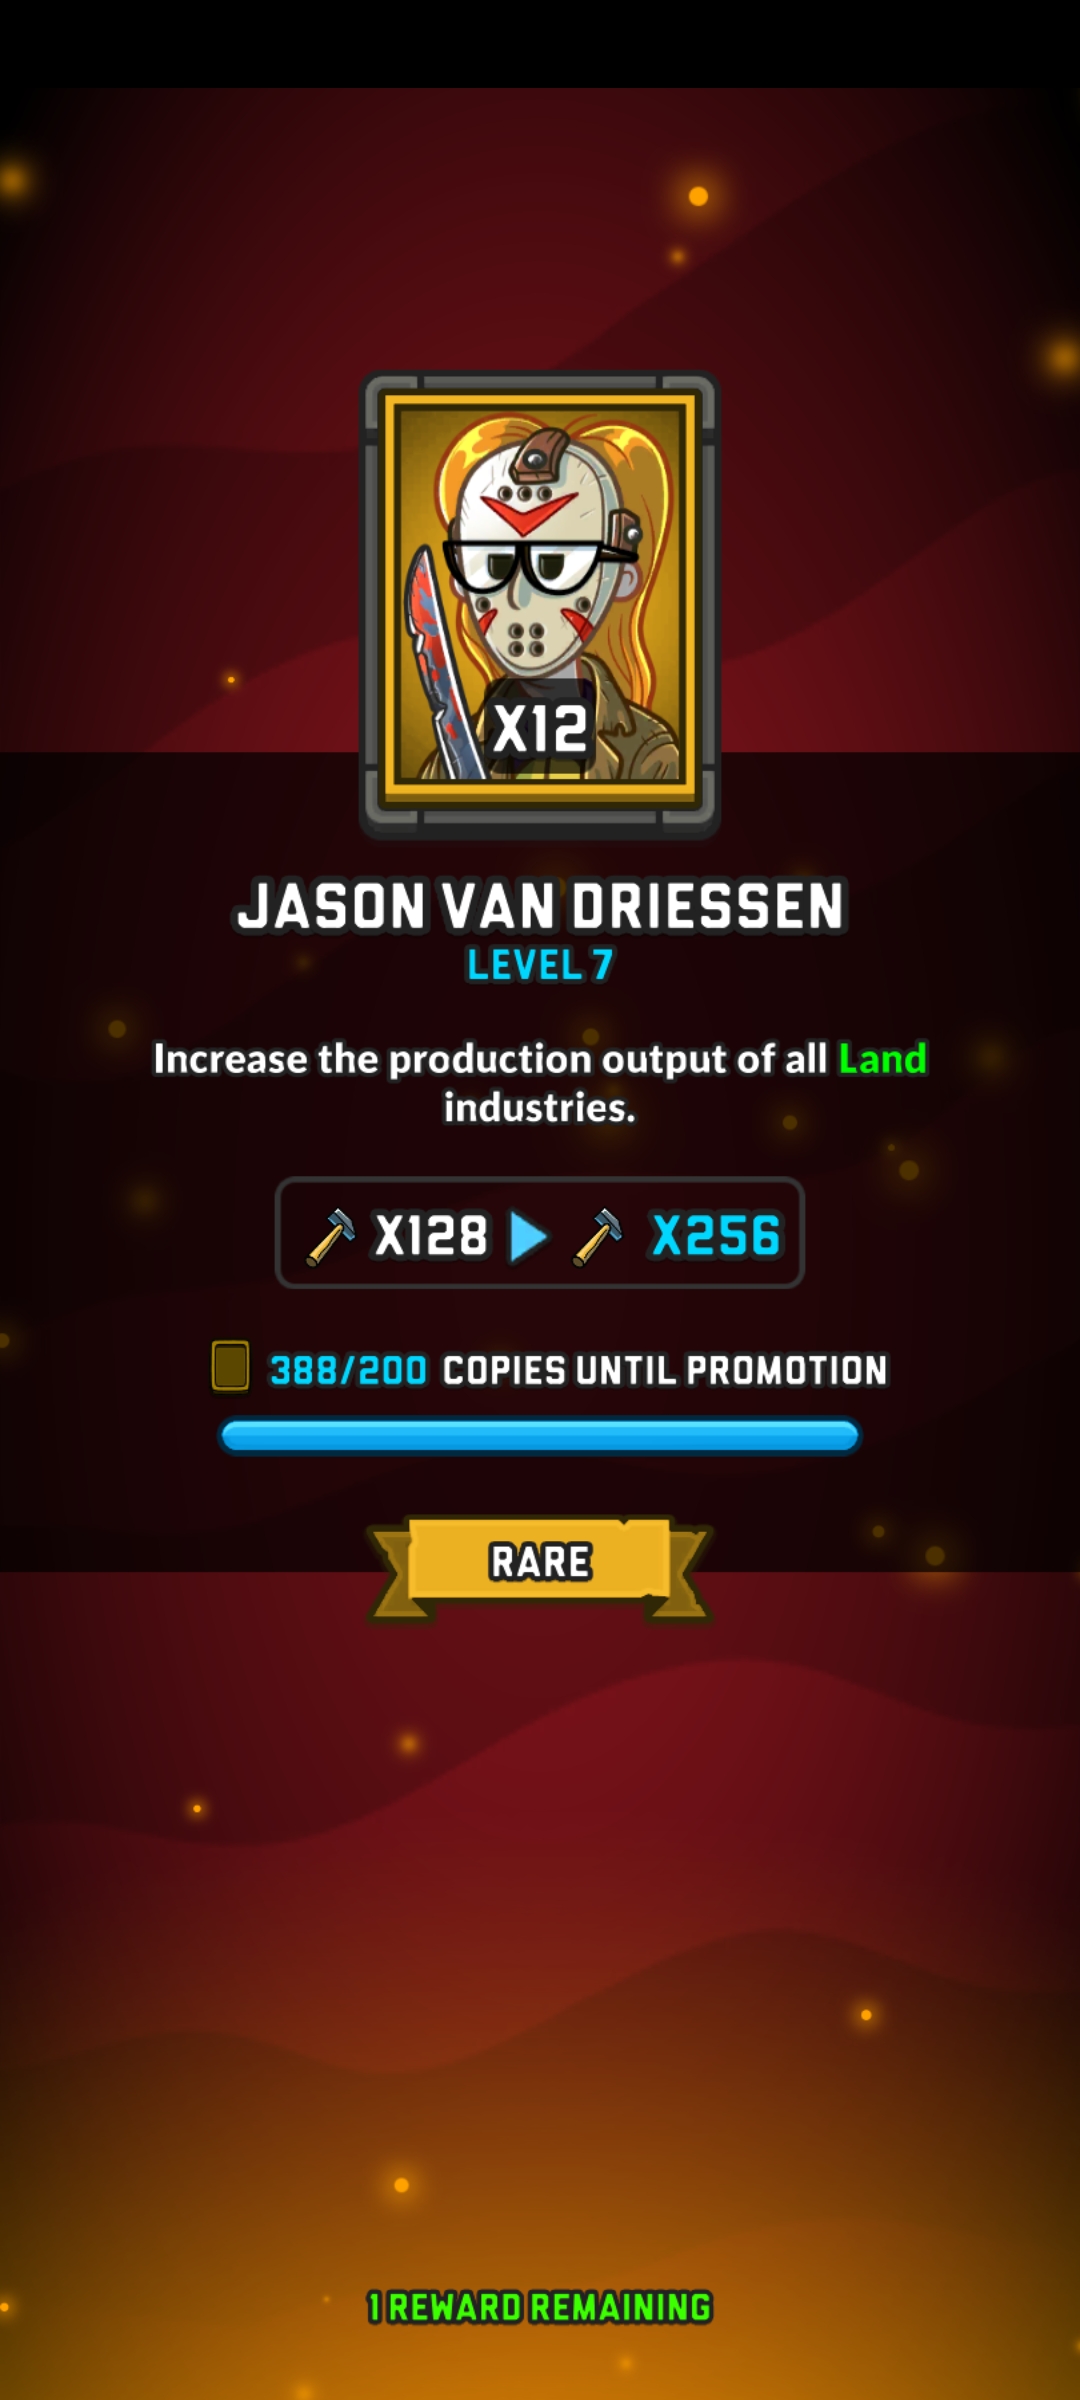 X12
JASON VAN DRIESSEN
LEVEL 7
Increase the production output of all Land
industries.
X128 X256
388/200 COPIES UNTIL PROMOTION
RARE
1 REWARD REMAINING